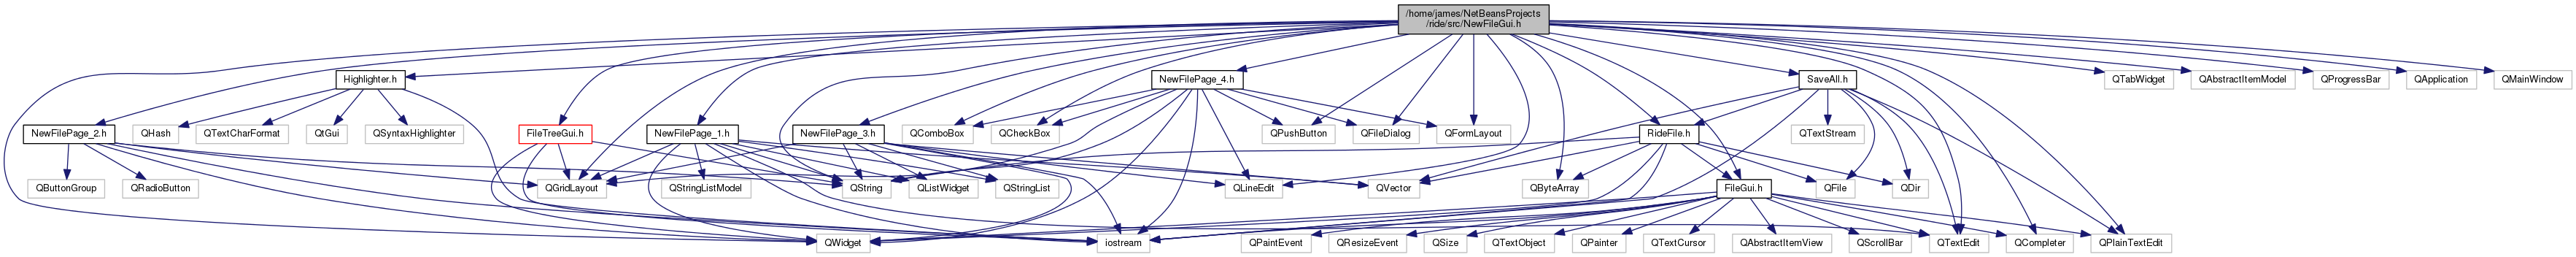 /home/james/NetBeansProjects
/ride/src/NewFileGui.h
Highlighter.h
NewFilePage_4.h
SaveAll.h
QTabWidget
QAbstractItemModel
QProgressBar
QApplication
QMainWindow
NewFilePage_2.h
QHash
QTextCharFormat
QtGui
QSyntaxHighlighter
FileTreeGui.h
NewFilePage_1.h
NewFilePage_3.h
QComboBox
QCheckBox
QPushButton
QFileDialog
QFormLayout
RideFile.h
QTextStream
QButtonGroup
QRadioButton
QGridLayout
QStringListModel
QString
QListWidget
QStringList
QLineEdit
QVector
QByteArray
FileGui.h
QFile
QDir
QWidget
iostream
QPaintEvent
QResizeEvent
QSize
QTextObject
QPainter
QTextCursor
QAbstractItemView
QScrollBar
QTextEdit
QCompleter
QPlainTextEdit